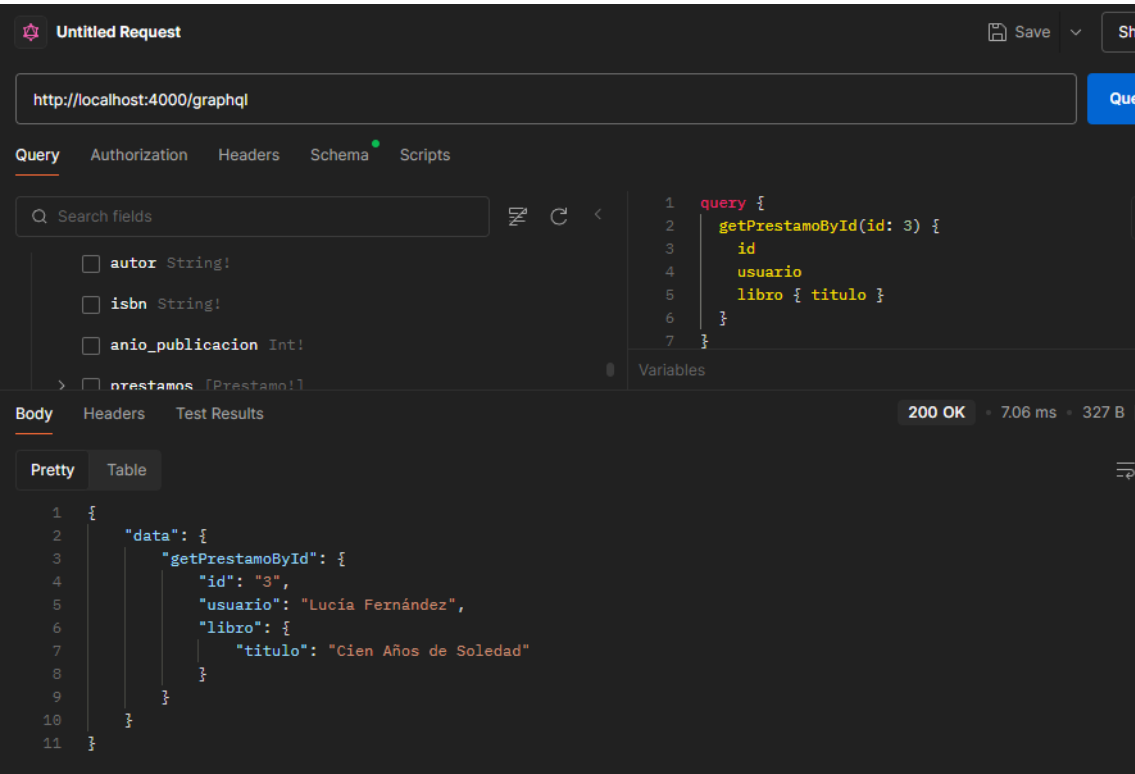 Untitled Request
Save
http://localhost:4000/graphql
Query Authorization Headers Schema Scripts
Search fields
autor String!
isbn String!
anio_publicacion Int!
prestamos [Prestamo!]
1 query {
2 getPrestamoById(id: 3) {
3 id
4 usuario
5 libro { titulo }
6 }
7 }
Variables
Body Headers Test Results
200 OK • 7.06 ms • 327 B
Pretty Table
1 {
2 "data": {
3 "getPrestamoById": {
4 "id": "3",
5 "usuario": "Lucía Fernández",
6 "libro": {
7 "titulo": "Cien Años de Soledad"
8 }
9 }
10 }
11 }